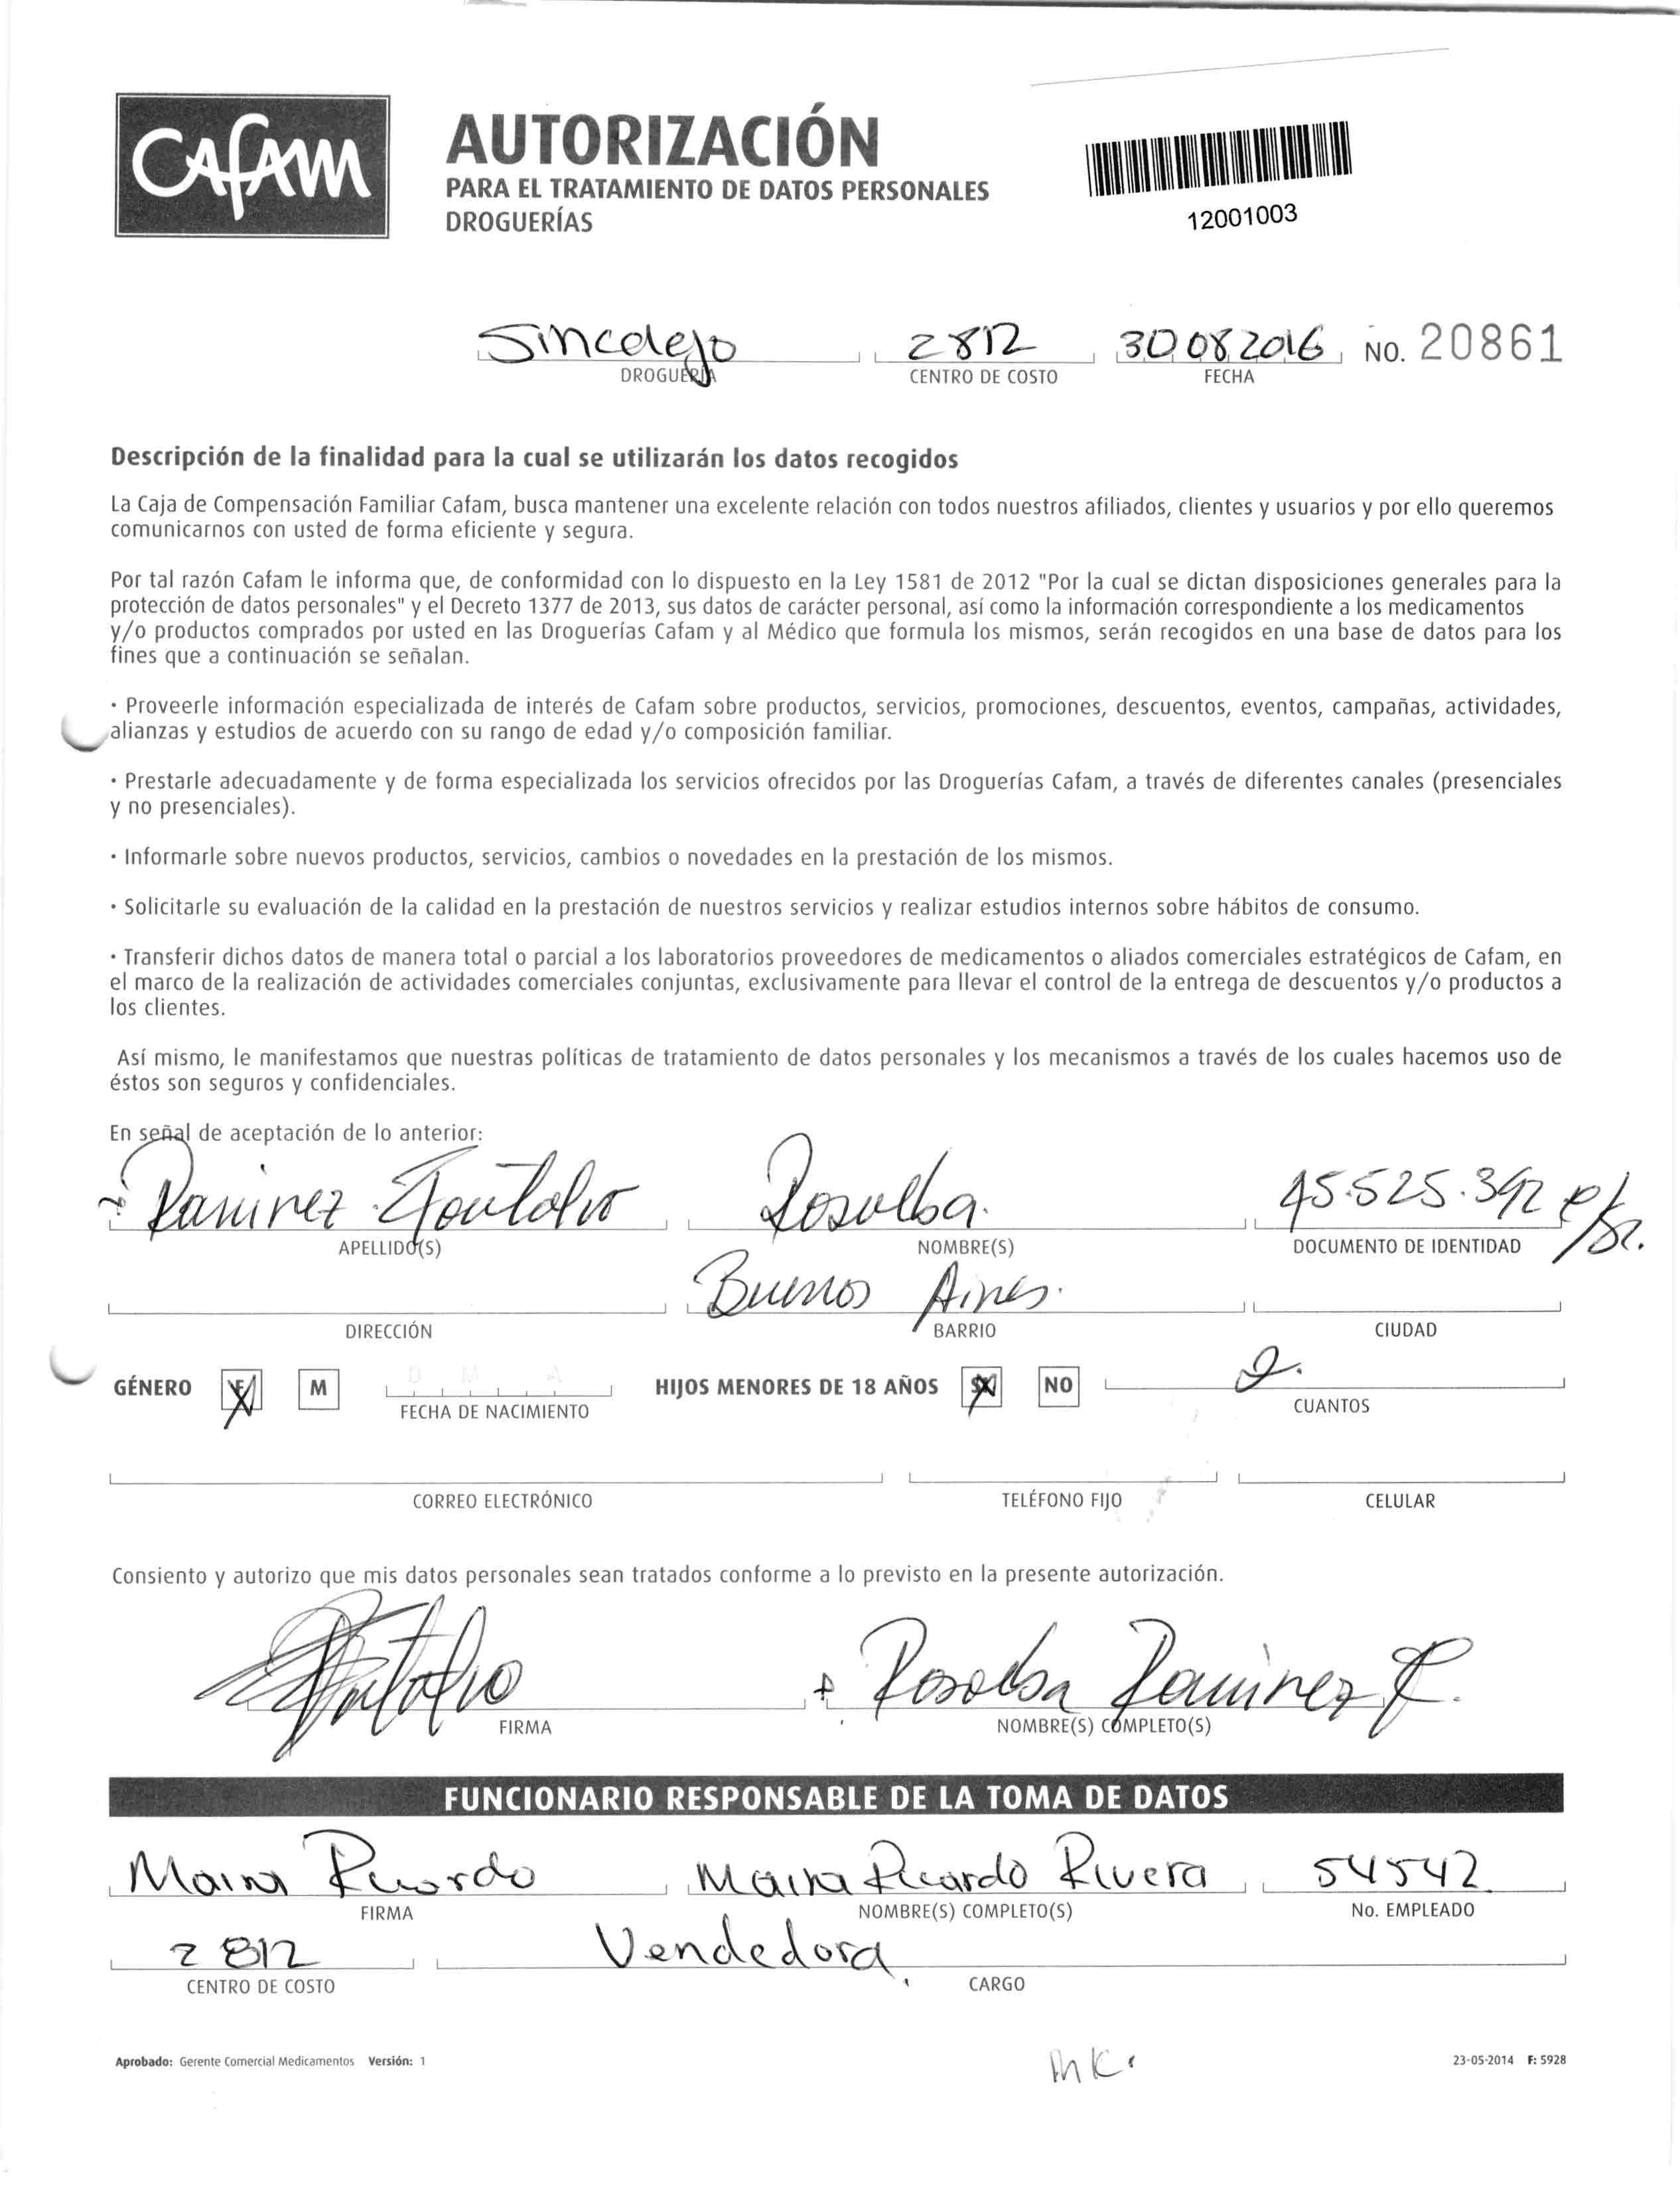 CAFAM
AUTORIZACIÓN
PARA EL TRATAMIENTO DE DATOS PERSONALES
DROGUERÍAS
12001003
Sincelejo 2812 30 08 2016 NO. 20861
DROGUERÍA CENTRO DE COSTO FECHA
Descripción de la finalidad para la cual se utilizarán los datos recogidos
La Caja de Compensación Familiar Cafam, busca mantener una excelente relación con todos nuestros afiliados, clientes y usuarios y por ello queremos
comunicarnos con usted de forma eficiente y segura.
Por tal razón Cafam le informa que, de conformidad con lo dispuesto en la Ley 1581 de 2012 "Por la cual se dictan disposiciones generales para la
protección de datos personales" y el Decreto 1377 de 2013, sus datos de carácter personal, así como la información correspondiente a los medicamentos
y/o productos comprados por usted en las Droguerías Cafam y al Médico que formula los mismos, serán recogidos en una base de datos para los
fines que a continuación se señalan.
· Proveerle información especializada de interés de Cafam sobre productos, servicios, promociones, descuentos, eventos, campañas, actividades,
alianzas y estudios de acuerdo con su rango de edad y/o composición familiar.
· Prestarle adecuadamente y de forma especializada los servicios ofrecidos por las Droguerías Cafam, a través de diferentes canales (presenciales
y no presenciales).
· Informarle sobre nuevos productos, servicios, cambios o novedades en la prestación de los mismos.
· Solicitarle su evaluación de la calidad en la prestación de nuestros servicios y realizar estudios internos sobre hábitos de consumo.
· Transferir dichos datos de manera total o parcial a los laboratorios proveedores de medicamentos o aliados comerciales estratégicos de Cafam, en
el marco de la realización de actividades comerciales conjuntas, exclusivamente para llevar el control de la entrega de descuentos y/o productos a
los clientes.
Así mismo, le manifestamos que nuestras políticas de tratamiento de datos personales y los mecanismos a través de los cuales hacemos uso de
éstos son seguros y confidenciales.
En señal de aceptación de lo anterior:
Ramirez Rosalba. 45.525.392
APELLIDO(S) NOMBRE(S) DOCUMENTO DE IDENTIDAD
Buenos Aires.
DIRECCIÓN BARRIO CIUDAD
GÉNERO F M D M A HIJOS MENORES DE 18 AÑOS SI NO 2.
FECHA DE NACIMIENTO CUANTOS
CORREO ELECTRÓNICO TELÉFONO FIJO CELULAR
Consiento y autorizo que mis datos personales sean tratados conforme a lo previsto en la presente autorización.
Rosalba Ramirez
FIRMA NOMBRE(S) COMPLETO(S)
FUNCIONARIO RESPONSABLE DE LA TOMA DE DATOS
Maira Ricardo Maira Ricardo Rivera 54542
FIRMA NOMBRE(S) COMPLETO(S) No. EMPLEADO
2812 Vendedora
CENTRO DE COSTO CARGO
Aprobado: Gerente Comercial Medicamentos Versión: 1 23-05-2014 F: 5928